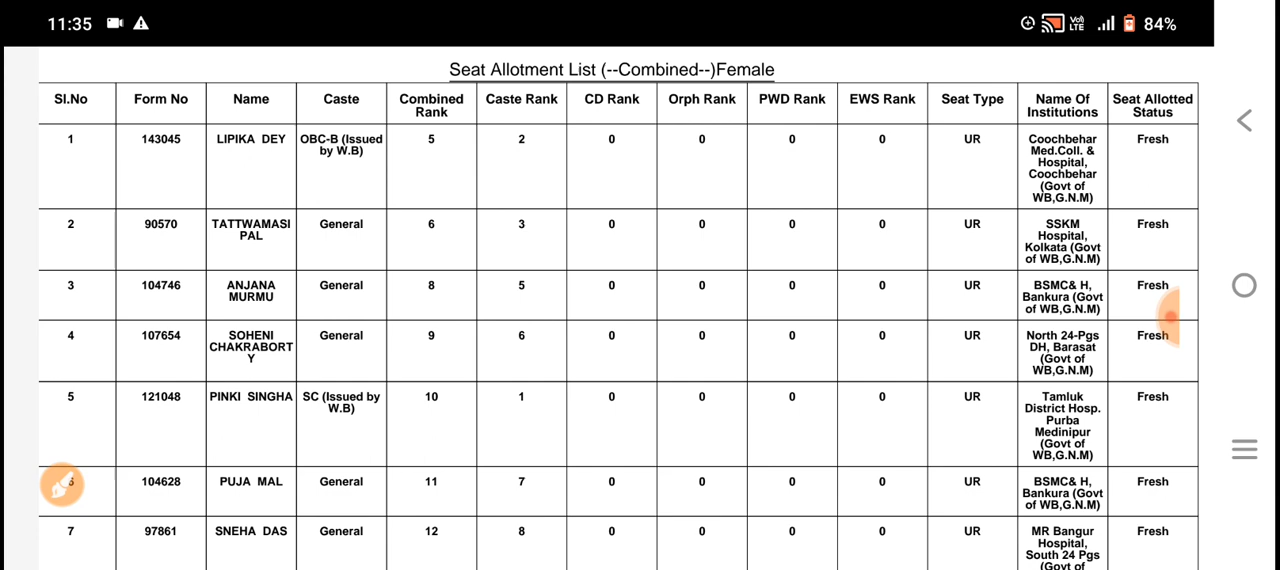 11:35
Vo)
LTE
84%
Seat Allotment List (--Combined--)Female
Sl.No Form No Name Caste Combined Rank Caste Rank CD Rank Orph Rank PWD Rank EWS Rank Seat Type Name Of Institutions Seat Allotted Status
1 143045 LIPIKA DEY OBC-B (Issued by W.B) 5 2 0 0 0 0 UR Coochbehar Med.Coll. & Hospital, Coochbehar (Govt of WB,G.N.M) Fresh
2 90570 TATTWAMASI PAL General 6 3 0 0 0 0 UR SSKM Hospital, Kolkata (Govt of WB,G.N.M) Fresh
3 104746 ANJANA MURMU General 8 5 0 0 0 0 UR BSMC& H, Bankura (Govt of WB,G.N.M) Fresh
4 107654 SOHENI CHAKRABORT Y General 9 6 0 0 0 0 UR North 24-Pgs DH, Barasat (Govt of WB,G.N.M) Fresh
5 121048 PINKI SINGHA SC (Issued by W.B) 10 1 0 0 0 0 UR Tamluk District Hosp. Purba Medinipur (Govt of WB,G.N.M) Fresh
6 104628 PUJA MAL General 11 7 0 0 0 0 UR BSMC& H, Bankura (Govt of WB,G.N.M) Fresh
7 97861 SNEHA DAS General 12 8 0 0 0 0 UR MR Bangur Hospital, South 24 Pgs (Govt of Fresh